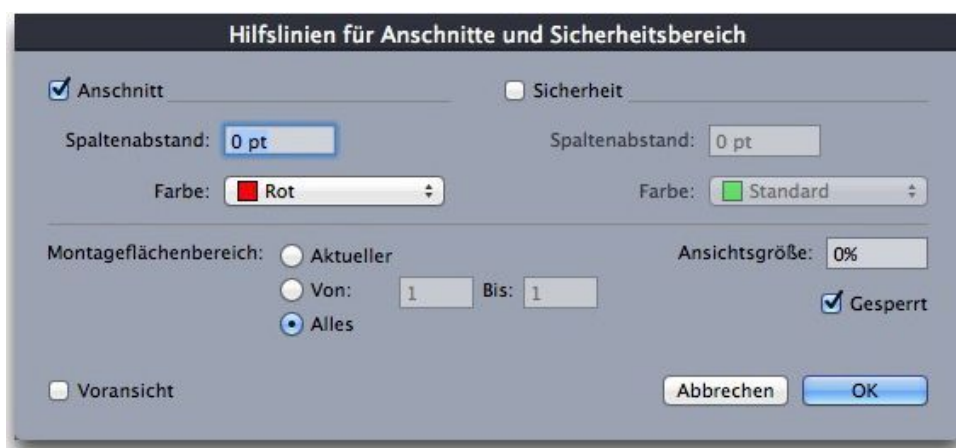 Hilfslinien für Anschnitte und Sicherheitsbereich
Anschnitt
Sicherheit
Spaltenabstand: 0 pt
Spaltenabstand: 0 pt
Farbe: Rot
Farbe: Standard
Montageflächenbereich: Aktueller
Ansichtsgröße: 0%
Von: 1 Bis: 1
Gesperrt
Alles
Voransicht
Abbrechen
OK